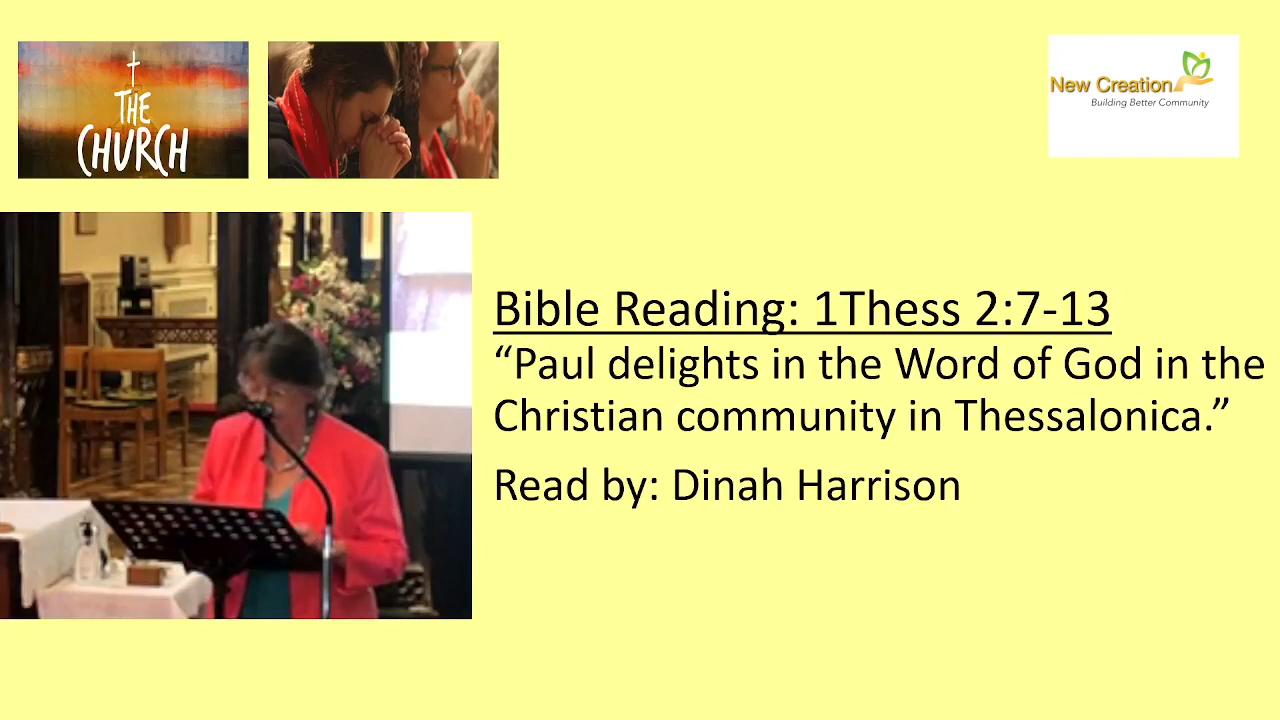 THE
CHURCH
New Creation
Building Better Community
Bible Reading: 1Thess 2:7-13
“Paul delights in the Word of God in the
Christian community in Thessalonica.”
Read by: Dinah Harrison